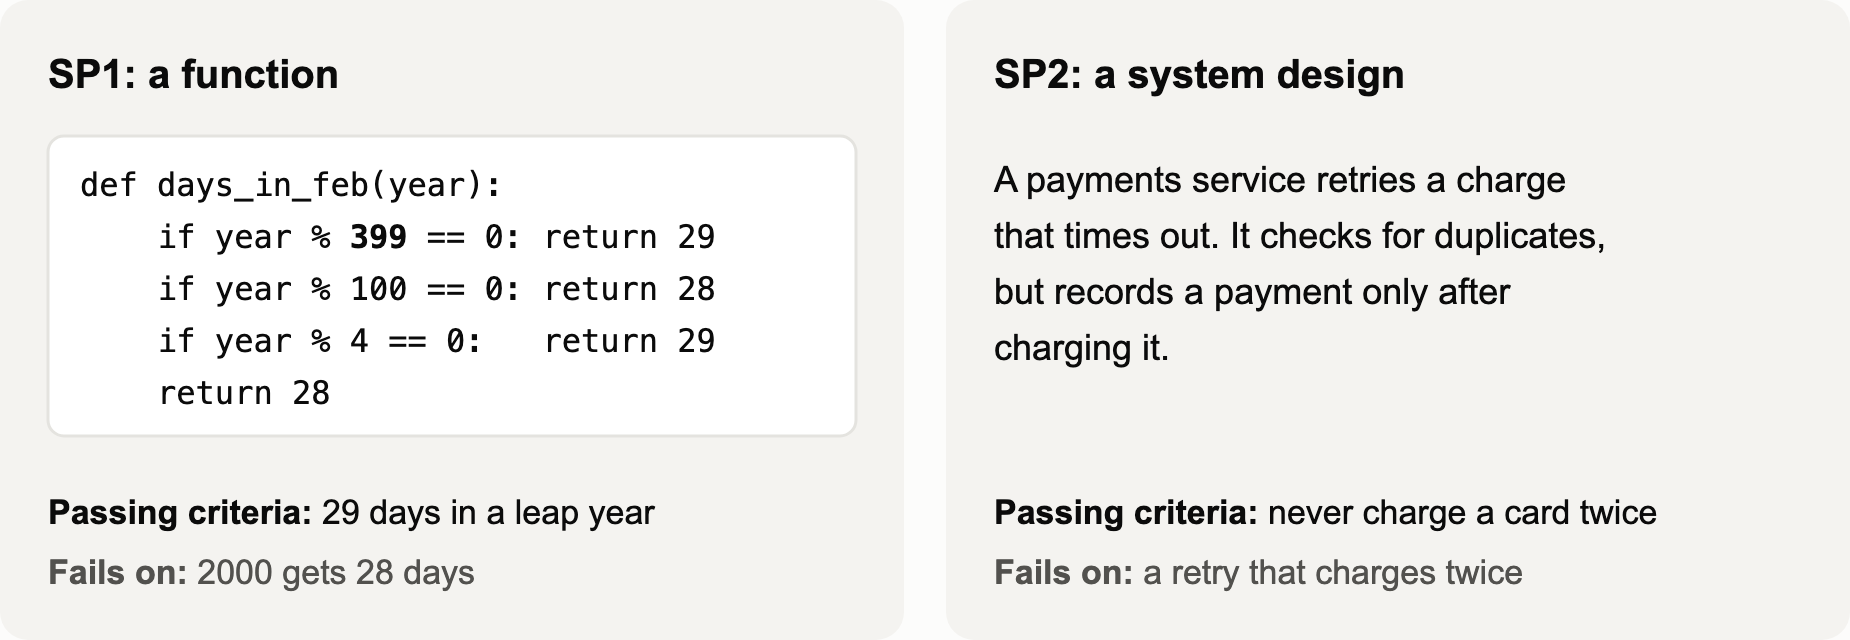 SP1: a function
def days_in_feb(year):
    if year % 399 == 0: return 29
    if year % 100 == 0: return 28
    if year % 4 == 0:   return 29
    return 28
Passing criteria: 29 days in a leap year
Fails on: 2000 gets 28 days
SP2: a system design
A payments service retries a charge
that times out. It checks for duplicates,
but records a payment only after
charging it.
Passing criteria: never charge a card twice
Fails on: a retry that charges twice